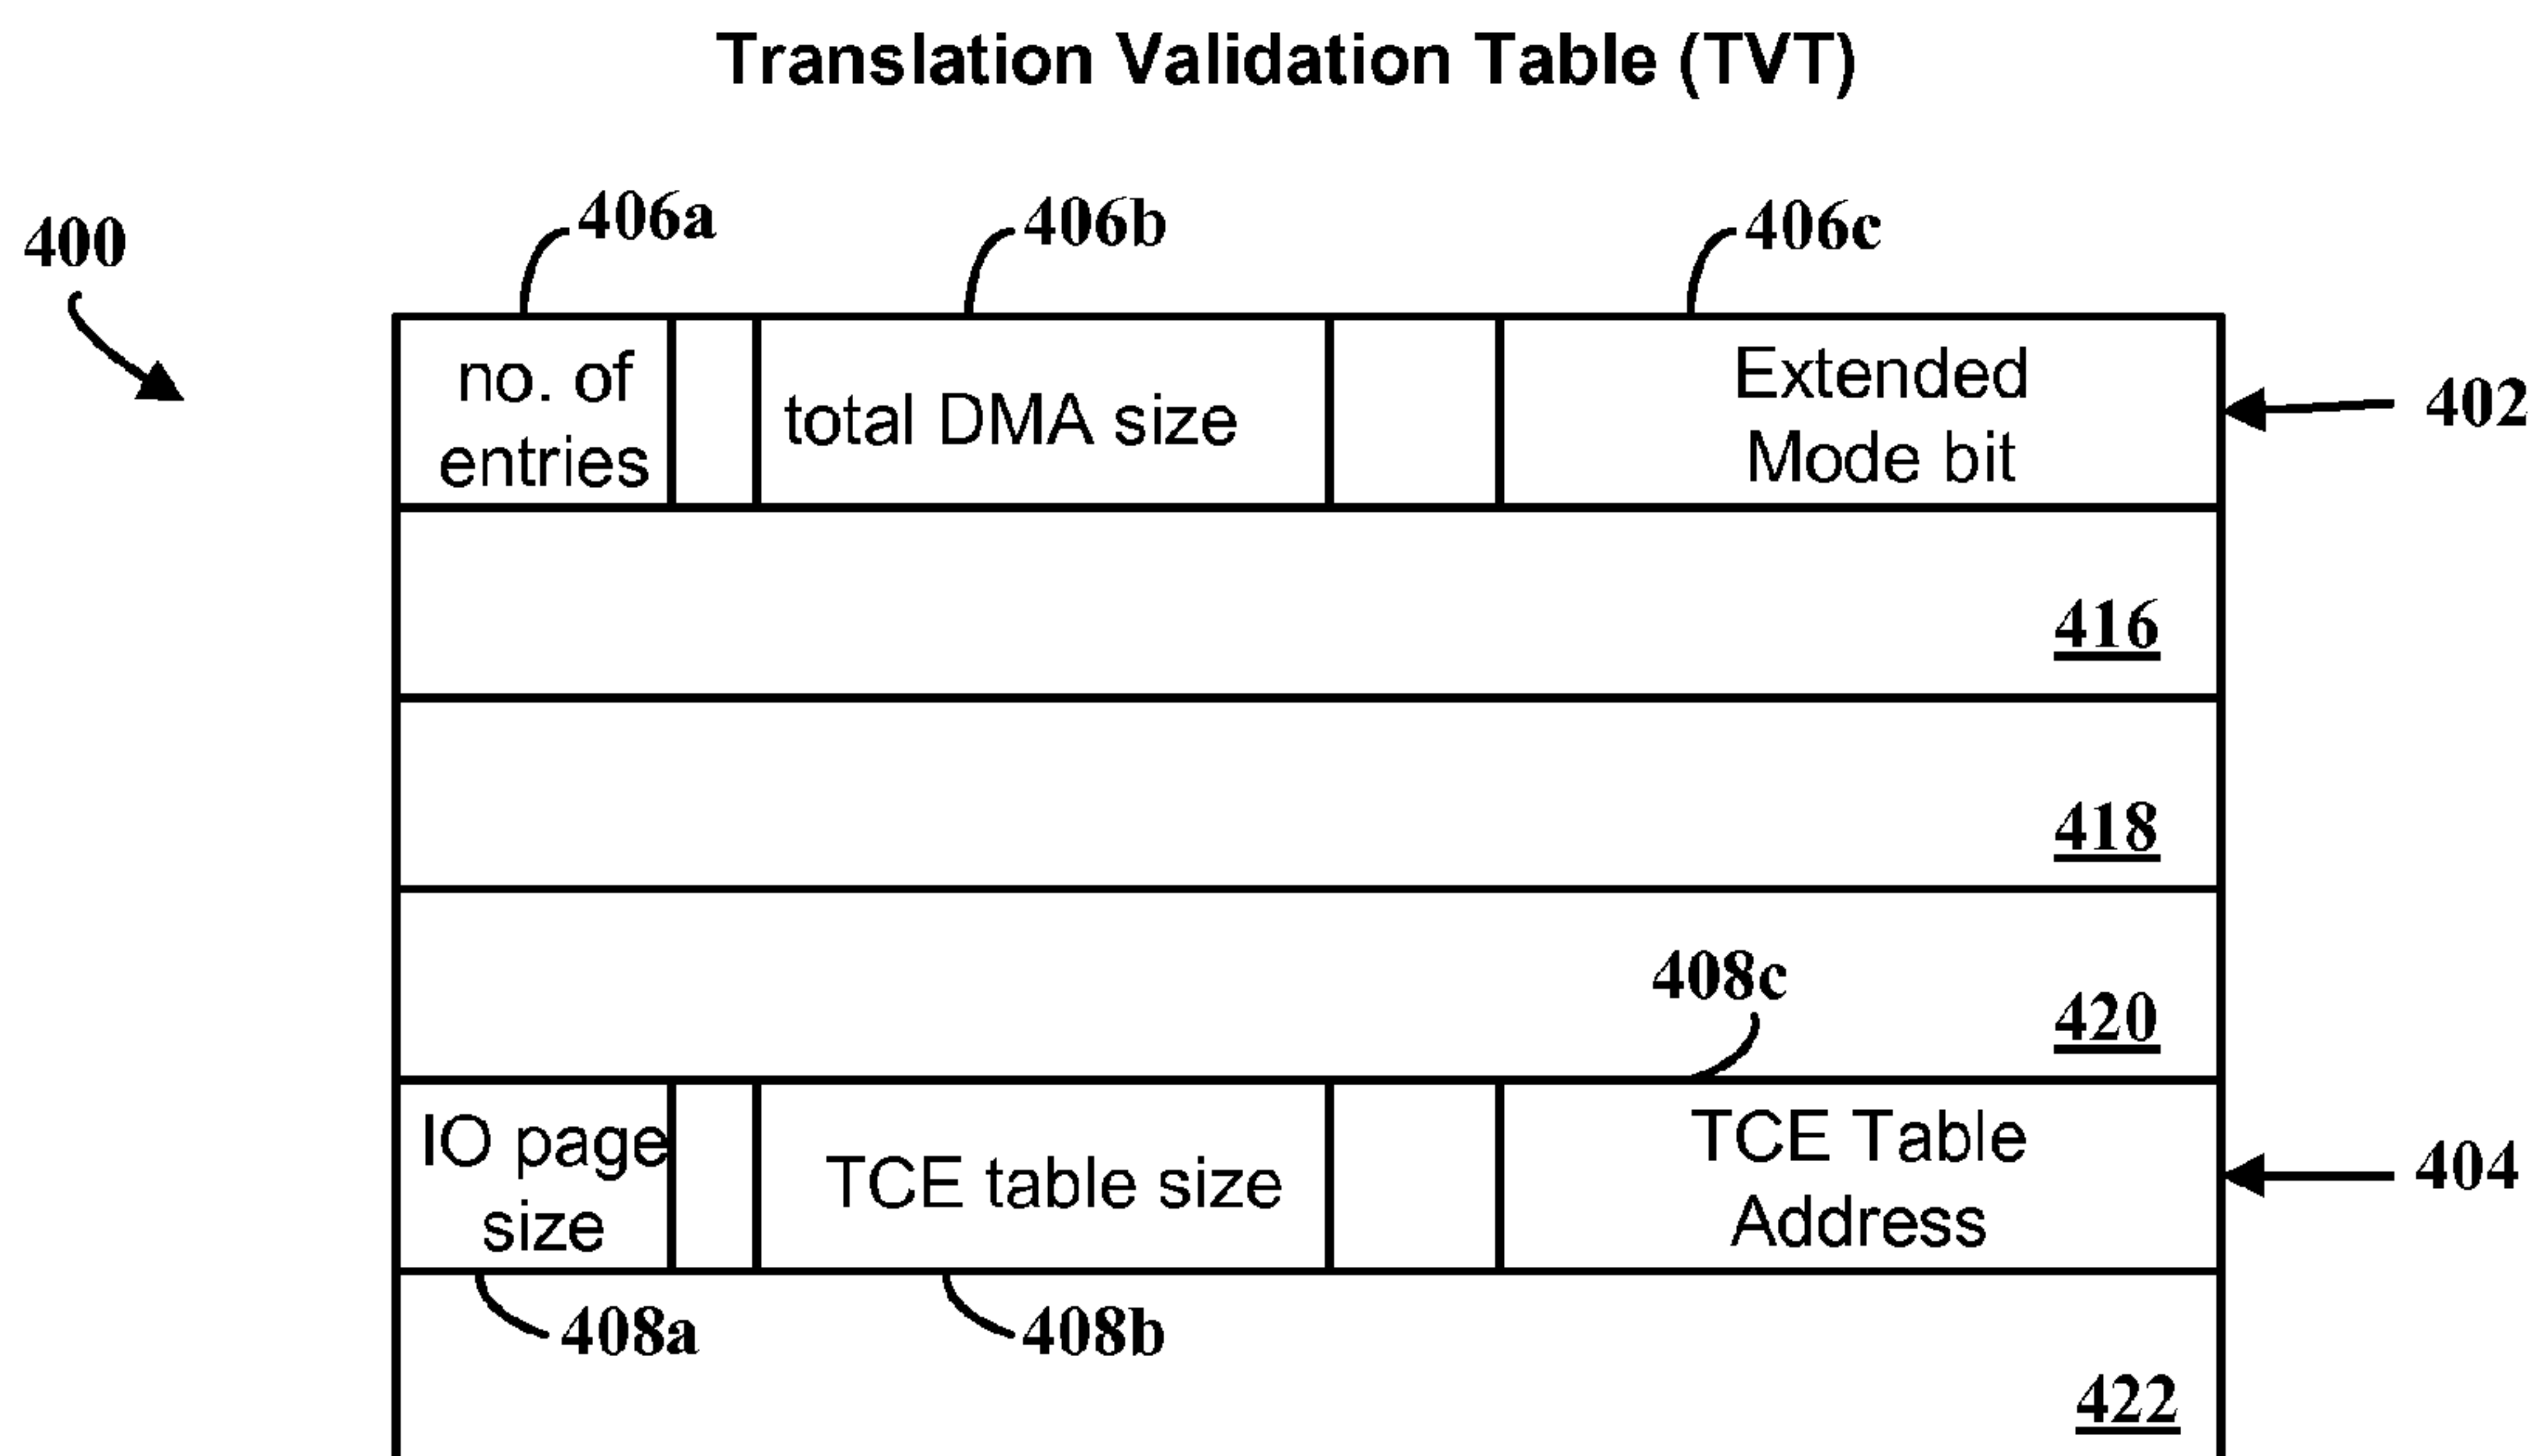 Translation Validation Table (TVT)
400
406a
406b
406c
no. of
entries
total DMA size
Extended
Mode bit
402
416
418
408c
420
IO page
size
TCE table size
TCE Table
Address
404
408a
408b
422